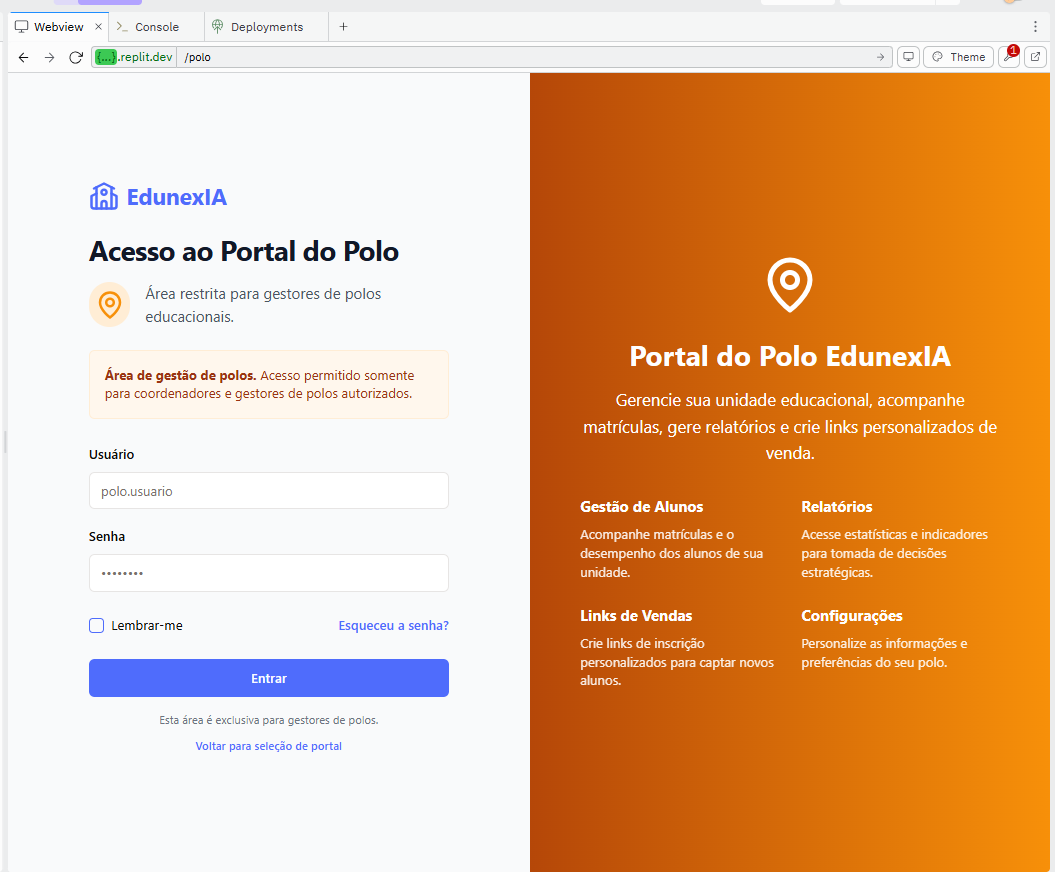 Webview
Console
Deployments
{...}.replit.dev
/polo
Theme
1
EdunexIA
Acesso ao Portal do Polo
Área restrita para gestores de polos
educacionais.
Área de gestão de polos. Acesso permitido somente
para coordenadores e gestores de polos autorizados.
Usuário
polo.usuario
Senha
••••••••
Lembrar-me
Esqueceu a senha?
Entrar
Esta área é exclusiva para gestores de polos.
Voltar para seleção de portal
Portal do Polo EdunexIA
Gerencie sua unidade educacional, acompanhe
matrículas, gere relatórios e crie links personalizados de
venda.
Gestão de Alunos
Acompanhe matrículas e o
desempenho dos alunos de sua
unidade.
Relatórios
Acesse estatísticas e indicadores
para tomada de decisões
estratégicas.
Links de Vendas
Crie links de inscrição
personalizados para captar novos
alunos.
Configurações
Personalize as informações e
preferências do seu polo.